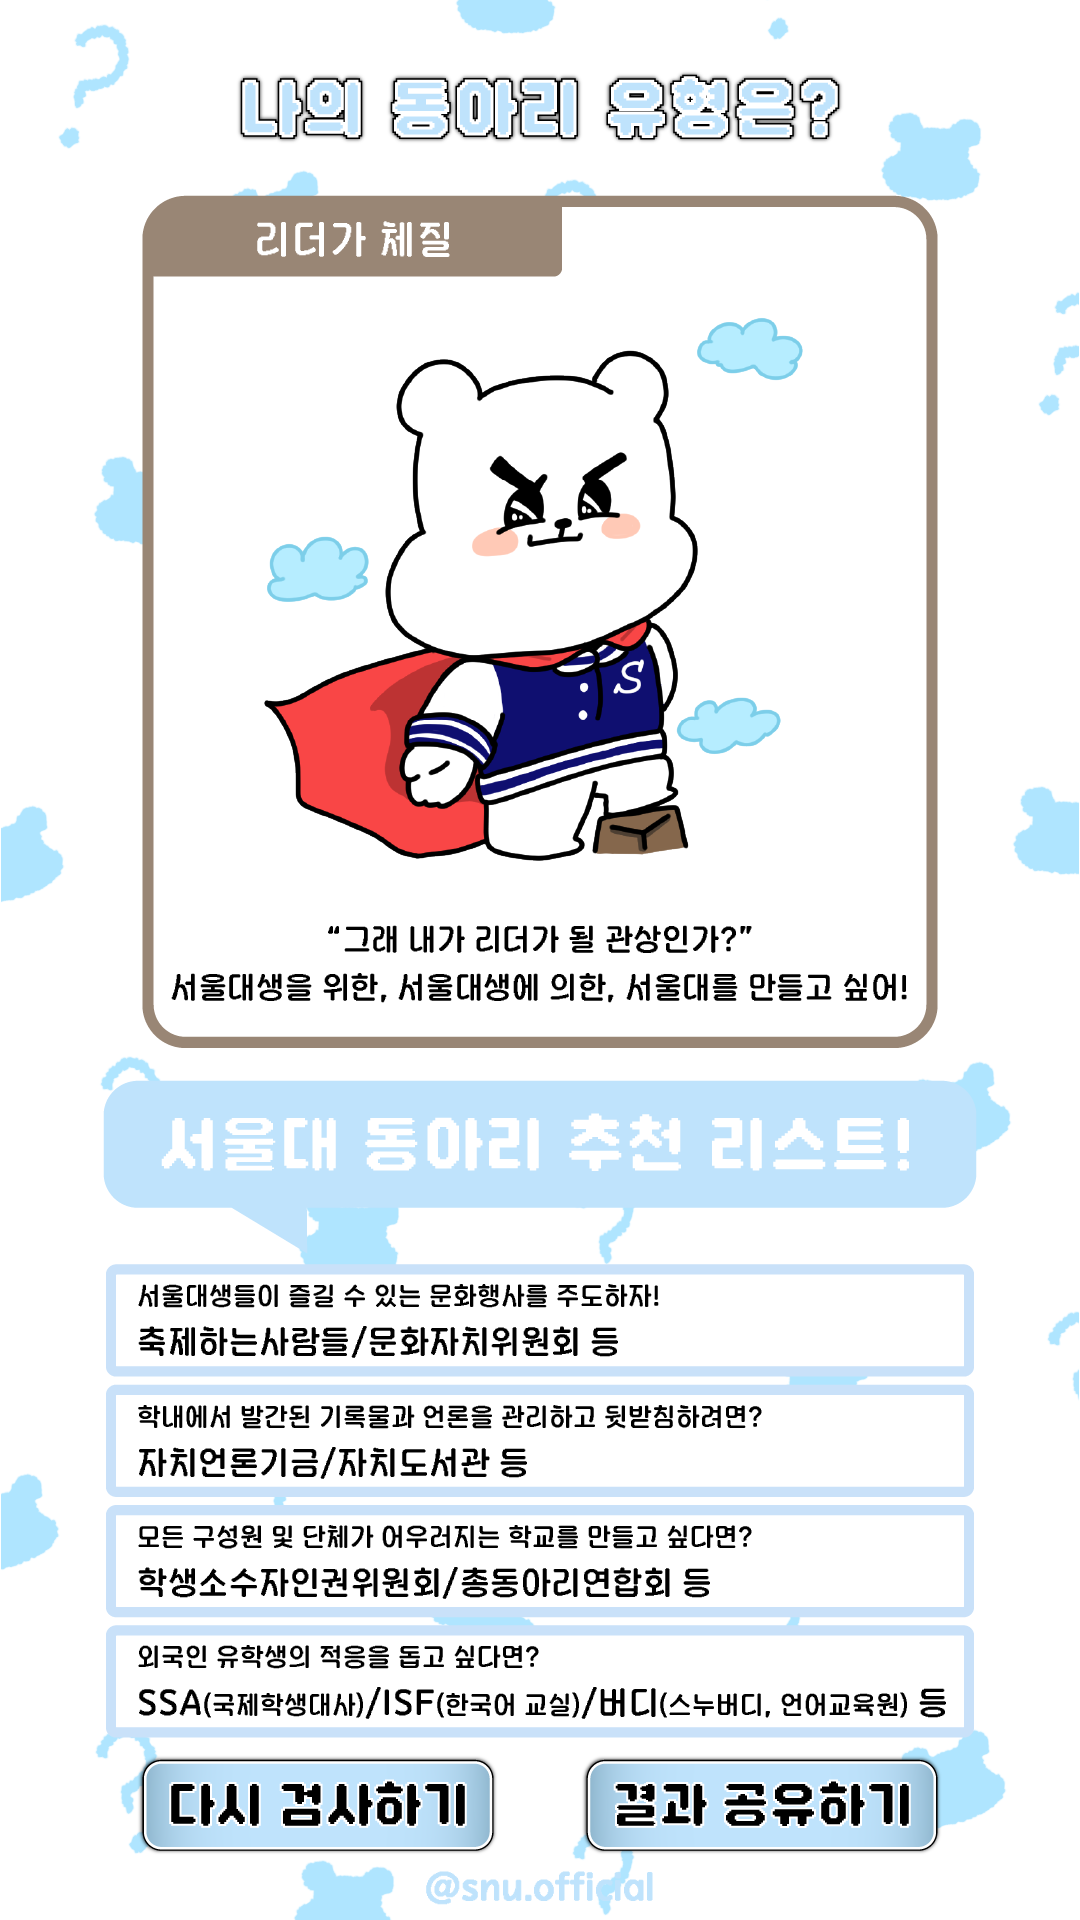 나의 동아리 유형은?
리더가 체질
S
“그래 내가 리더가 될 관상인가?”
서울대생을 위한, 서울대생에 의한, 서울대를 만들고 싶어!
서울대 동아리 추천 리스트!
서울대생들이 즐길 수 있는 문화행사를 주도하자!
축제하는사람들/문화자치위원회 등
학내에서 발간된 기록물과 언론을 관리하고 뒷받침하려면?
자치언론기금/자치도서관 등
모든 구성원 및 단체가 어우러지는 학교를 만들고 싶다면?
학생소수자인권위원회/총동아리연합회 등
외국인 유학생의 적응을 돕고 싶다면?
SSA(국제학생대사)/ISF(한국어 교실)/버디(스누버디, 언어교육원) 등
다시 검사하기
결과 공유하기
@snu.official